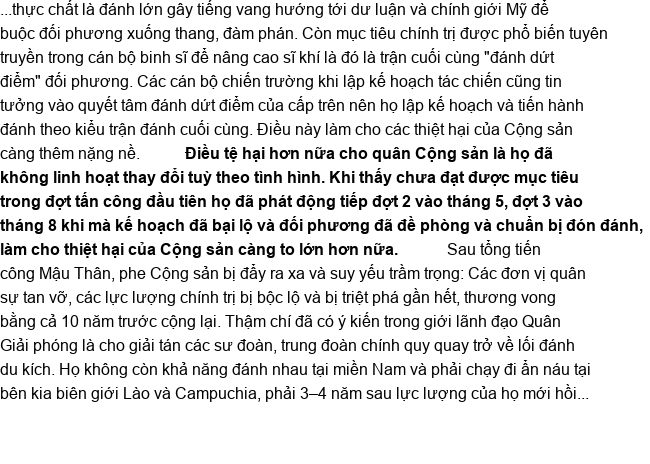 ...thực chất là đánh lớn gây tiếng vang hướng tới dư luận và chính giới Mỹ để
buộc đối phương xuống thang, đàm phán. Còn mục tiêu chính trị được phổ biến tuyên
truyền trong cán bộ binh sĩ để nâng cao sĩ khí là đó là trận cuối cùng "đánh dứt
điểm" đối phương. Các cán bộ chiến trường khi lập kế hoạch tác chiến cũng tin
tưởng vào quyết tâm đánh dứt điểm của cấp trên nên họ lập kế hoạch và tiến hành
đánh theo kiểu trận đánh cuối cùng. Điều này làm cho các thiệt hại của Cộng sản
càng thêm nặng nề. Điều tệ hại hơn nữa cho quân Cộng sản là họ đã
không linh hoạt thay đổi tuỳ theo tình hình. Khi thấy chưa đạt được mục tiêu
trong đợt tấn công đầu tiên họ đã phát động tiếp đợt 2 vào tháng 5, đợt 3 vào
tháng 8 khi mà kế hoạch đã bại lộ và đối phương đã đề phòng và chuẩn bị đón đánh,
làm cho thiệt hại của Cộng sản càng to lớn hơn nữa. Sau tổng tiến
công Mậu Thân, phe Cộng sản bị đẩy ra xa và suy yếu trầm trọng: Các đơn vị quân
sự tan vỡ, các lực lượng chính trị bị bộc lộ và bị triệt phá gần hết, thương vong
bằng cả 10 năm trước cộng lại. Thậm chí đã có ý kiến trong giới lãnh đạo Quân
Giải phóng là cho giải tán các sư đoàn, trung đoàn chính quy quay trở về lối đánh
du kích. Họ không còn khả năng đánh nhau tại miền Nam và phải chạy đi ẩn náu tại
bên kia biên giới Lào và Campuchia, phải 3–4 năm sau lực lượng của họ mới hồi...